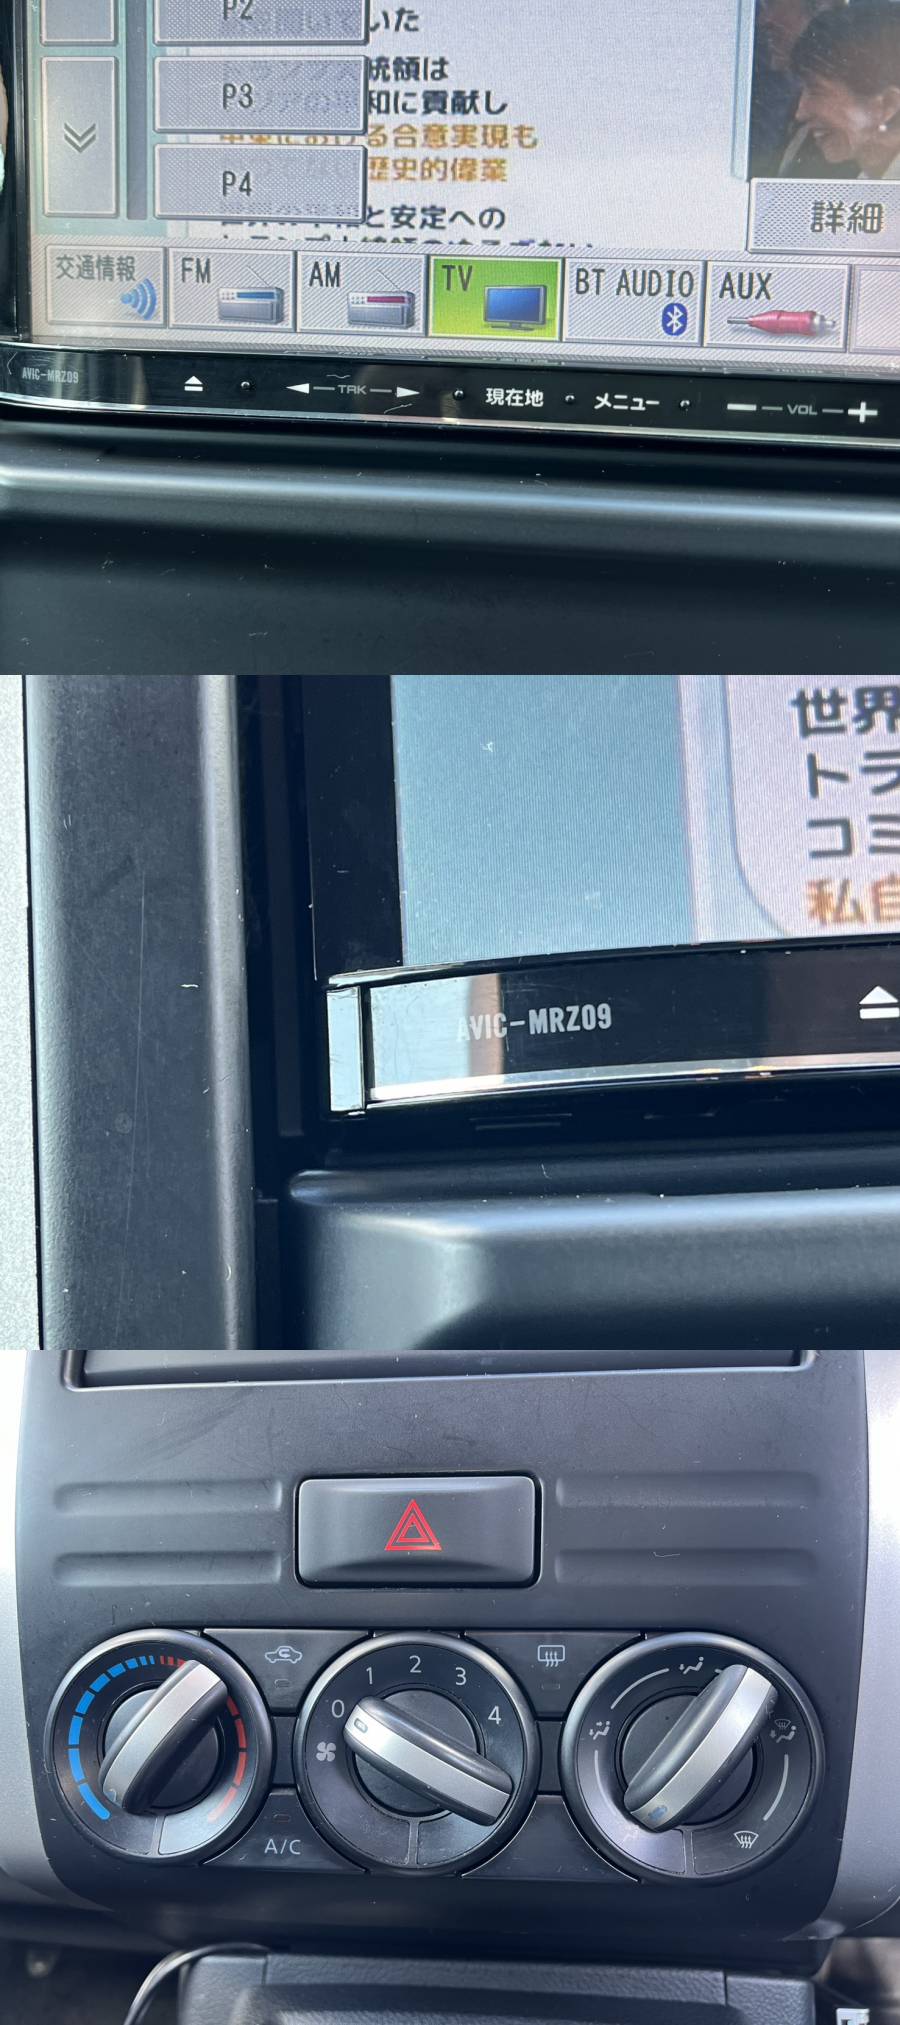 P2
いた
統領は
P3
和に貢献し
る合意実現も
P4
歴史的偉業
と安定への
詳細
交通情報
FM
AM
TV
BT AUDIO
AUX
AVIC-MRZ09
TRK
現在地
メニュー
VOL
世界
トラ
コミ
私自
AVIC-MRZ09
0 1 2 3 4
A/C